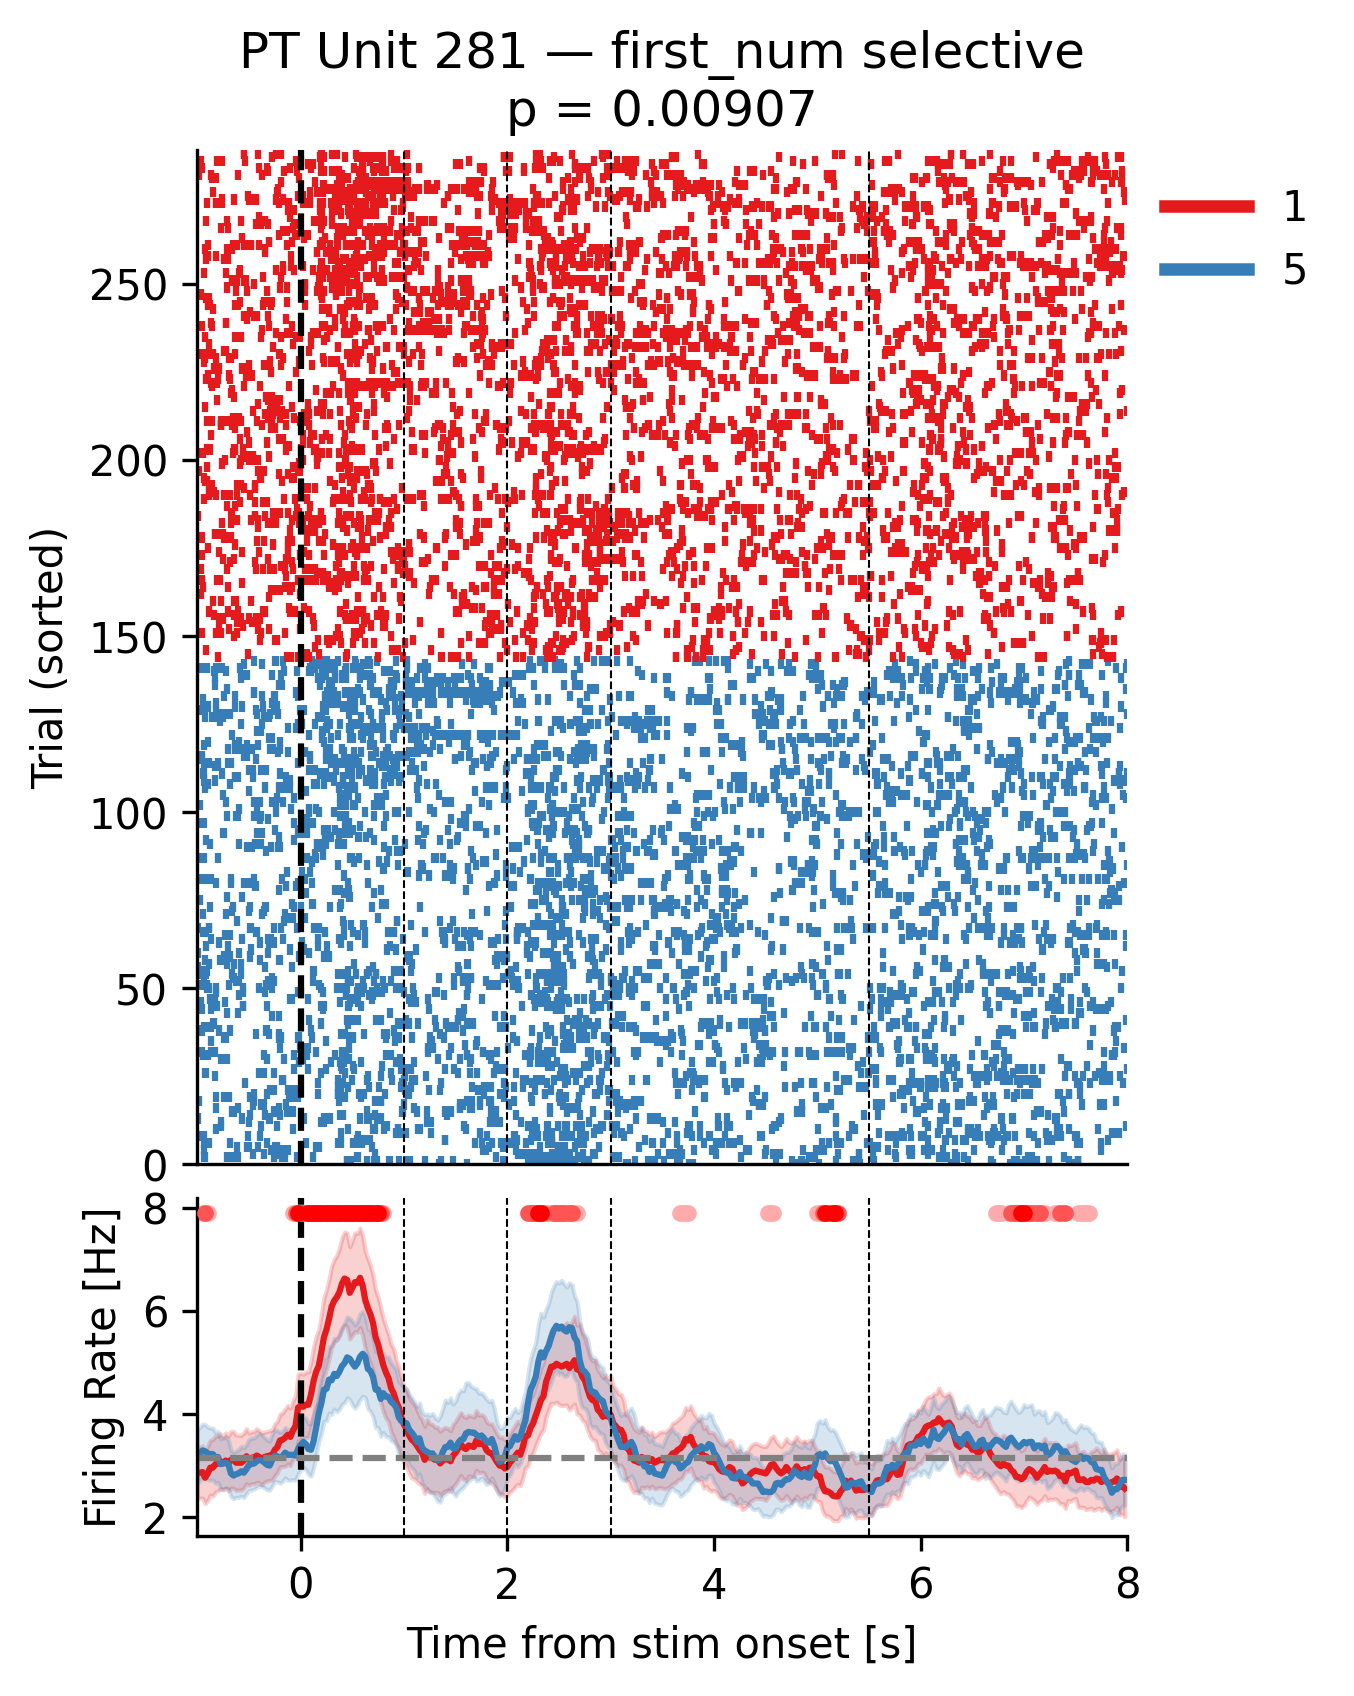 PT Unit 281 — first_num selective
p = 0.00907
1
5
Trial (sorted)
250
200
150
100
50
0
Firing Rate [Hz]
8
6
4
2
0 2 4 6 8
Time from stim onset [s]